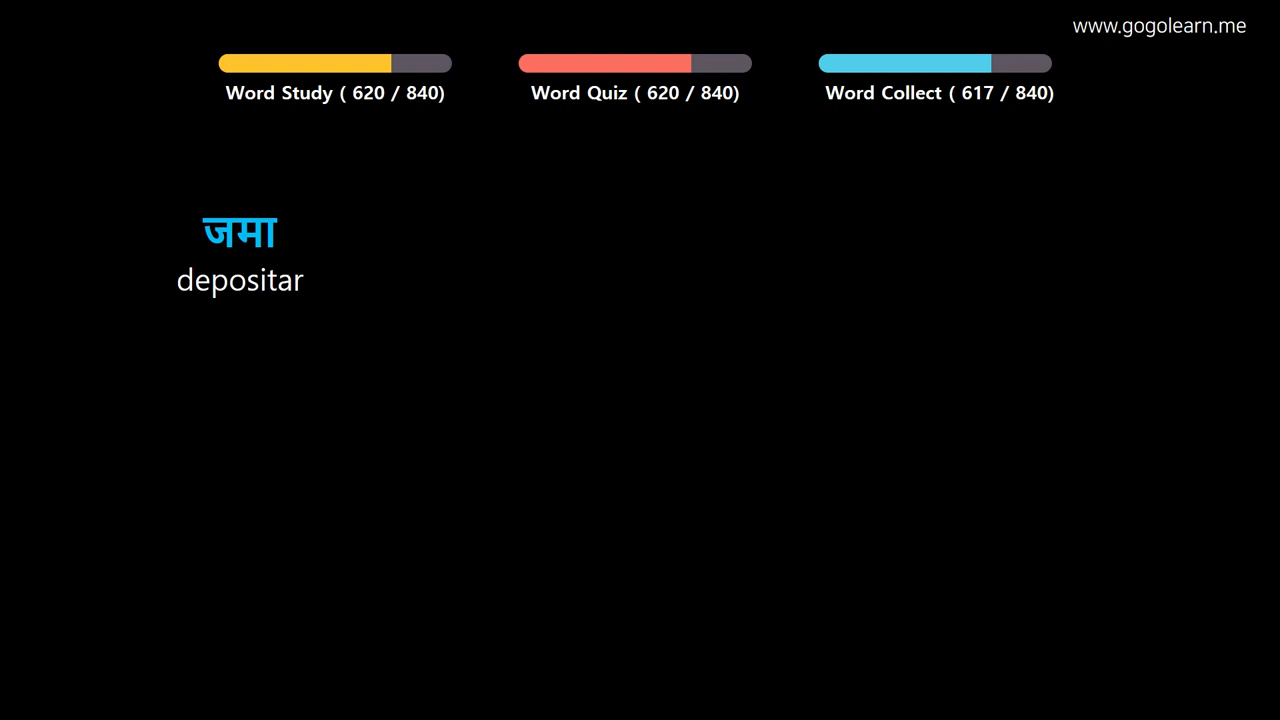 www.gogolearn.me
Word Study ( 620 / 840)
Word Quiz ( 620 / 840)
Word Collect ( 617 / 840)
जमा
depositar